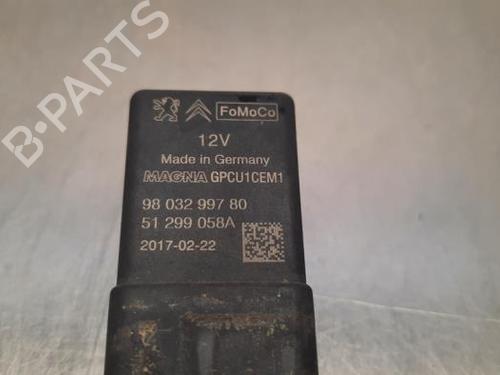 B-PARTS
FoMoCo
12V
Made in Germany
MAGNA GPCU1CEM1
98 032 997 80
51 299 058A
2017-02-22